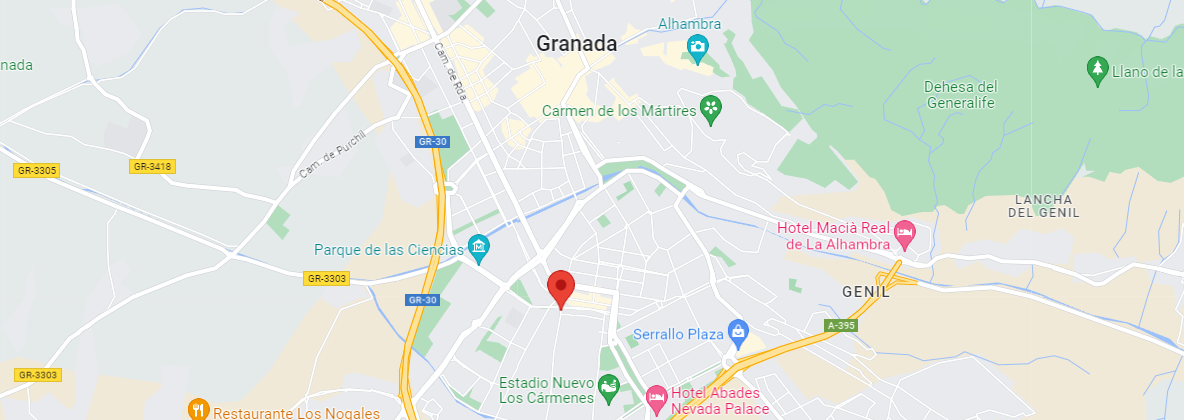 Alhambra
Granada
nada
Llano de la
Dehesa del
Generalife
Carmen de los Mártires
Cam. de Rda.
GR-30
Cam. de Purchil
GR-3305
GR-3418
LANCHA
DEL GENIL
Hotel Macià Real
de La Alhambra
Parque de las Ciencias
GR-3303
GR-30
GENIL
A-395
Serrallo Plaza
GR-3303
Estadio Nuevo
Los Cármenes
Hotel Abades
Nevada Palace
Restaurante Los Nogales